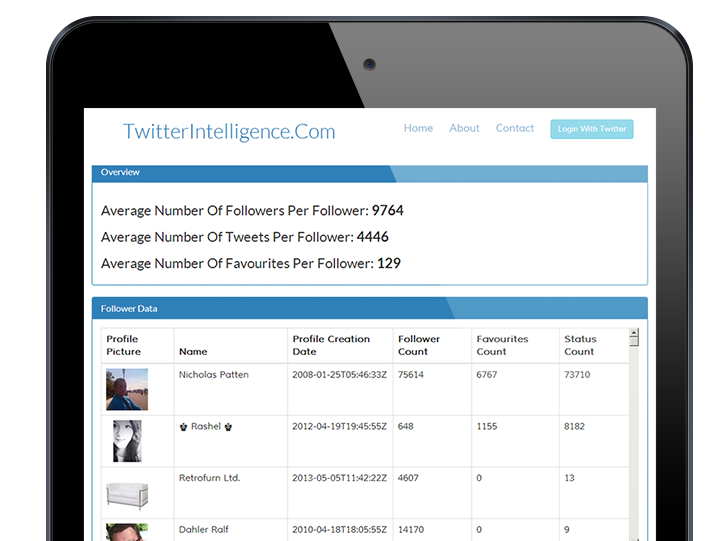 TwitterIntelligence.Com
Home About Contact Login With Twitter
Overview
Average Number Of Followers Per Follower: 9764
Average Number Of Tweets Per Follower: 4446
Average Number Of Favourites Per Follower: 129
Follower Data
Profile Picture Name Profile Creation Date Follower Count Favourites Count Status Count
Nicholas Patten 2008-01-25T05:46:33Z 75614 6767 73710
Rashel 2012-04-19T19:45:55Z 648 1155 8182
Retrofurn Ltd. 2013-05-05T11:42:22Z 4607 0 13
Dahler Ralf 2010-04-18T18:05:55Z 14170 0 9